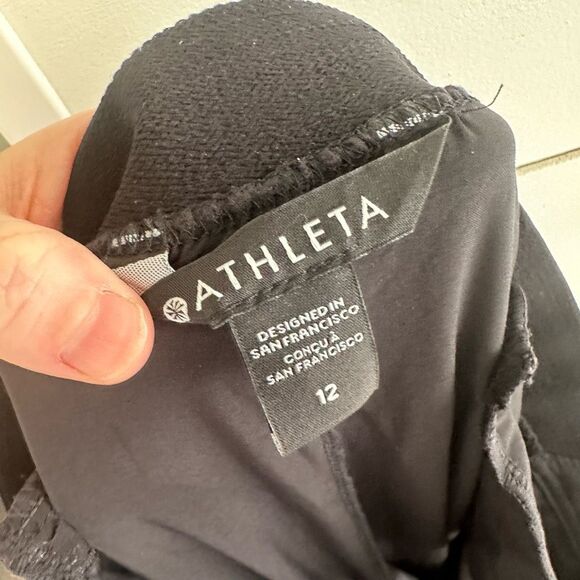 ATHLETA
DESIGNED IN
SAN FRANCISCO
CONÇU À
SAN FRANCISCO
12